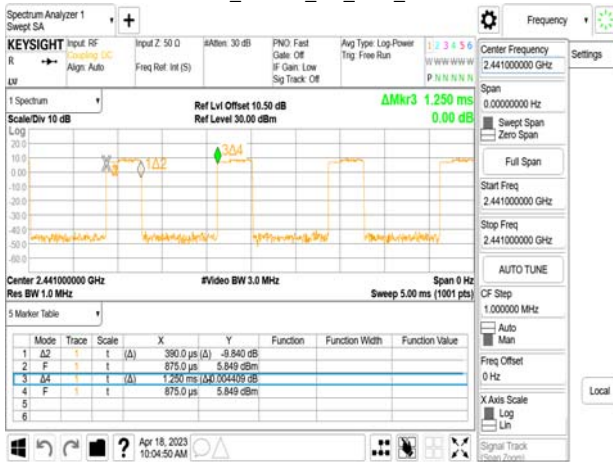 Spectrum Analyzer 1
Swept SA
Frequency
KEYSIGHT
Input: RF
Coupling: DC
Align: Auto
Input Z: 50 Ω
Freq Ref: Int (S)
#Atten: 30 dB
PNO: Fast
Gate: Off
IF Gain: Low
Sig Track: Off
Avg Type: Log-Power
Trig: Free Run
1 2 3 4 5 6
W W W W W W
P N N N N N
1 Spectrum
Scale/Div 10 dB
Ref Lvl Offset 10.50 dB
Ref Level 30.00 dBm
ΔMkr3 1.250 ms
0.00 dB
Log
20.0
10.0
0.00
-10.0
-20.0
-30.0
-40.0
-50.0
-60.0
1Δ2
3Δ4
Center 2.441000000 GHz
Res BW 1.0 MHz
#Video BW 3.0 MHz
Span 0 Hz
Sweep 5.00 ms (1001 pts)
5 Marker Table
Mode Trace Scale X Y Function Function Width Function Value
1 Δ2 1 t (Δ) 390.0 µs (Δ) -9.840 dB
2 F 1 t 875.0 µs 5.849 dBm
3 Δ4 1 t (Δ) 1.250 ms (Δ) 0.004409 dB
4 F 1 t 875.0 µs 5.849 dBm
5
6
Apr 18, 2023
10:04:50 AM
Center Frequency
2.441000000 GHz
Settings
Span
0.00000000 Hz
Swept Span
Zero Span
Full Span
Start Freq
2.441000000 GHz
Stop Freq
2.441000000 GHz
AUTO TUNE
CF Step
1.000000 MHz
Auto
Man
Freq Offset
0 Hz
X Axis Scale
Log
Lin
Local
Signal Track
(Span Zoom)